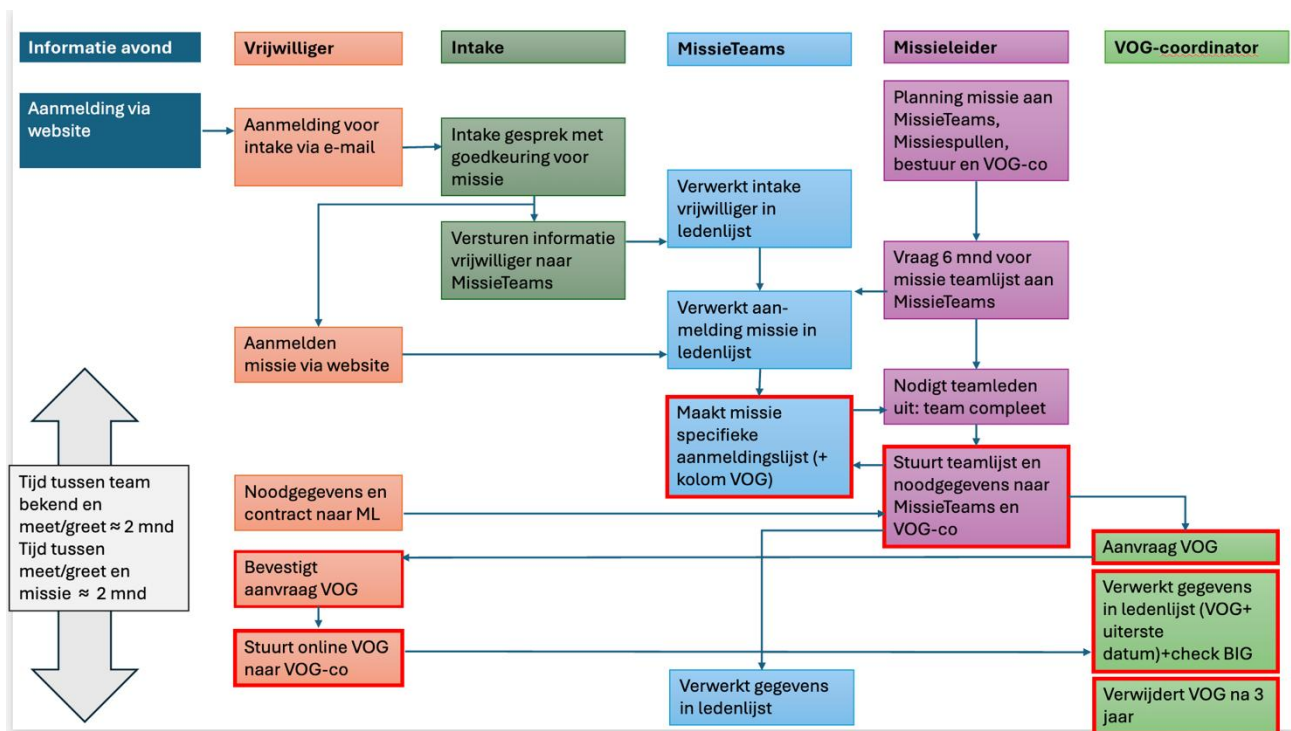 Informatie avond
Vrijwilliger
Intake
MissieTeams
Missieleider
VOG-coordinator
Aanmelding via
website
Aanmelding voor
intake via e-mail
Intake gesprek met
goedkeuring voor
missie
Planning missie aan
MissieTeams,
Missiespullen,
bestuur en VOG-co
Verwerkt intake
vrijwilliger in
ledenlijst
Versturen informatie
vrijwilliger naar
MissieTeams
Vraag 6 mnd voor
missie teamlijst aan
MissieTeams
Verwerkt aan-
melding missie in
ledenlijst
Aanmelden
missie via website
Nodigt teamleden
uit: team compleet
Maakt missie
specifieke
aanmeldingslijst (+
kolom VOG)
Stuurt teamlijst en
noodgegevens naar
MissieTeams en
VOG-co
Tijd tussen team
bekend en
meet/greet ≈ 2 mnd
Tijd tussen
meet/greet en
missie ≈ 2 mnd
Noodgegevens en
contract naar ML
Aanvraag VOG
Bevestigt
aanvraag VOG
Verwerkt gegevens
in ledenlijst (VOG+
uiterste
datum)+check BIG
Stuurt online VOG
naar VOG-co
Verwerkt gegevens
in ledenlijst
Verwijdert VOG na 3
jaar